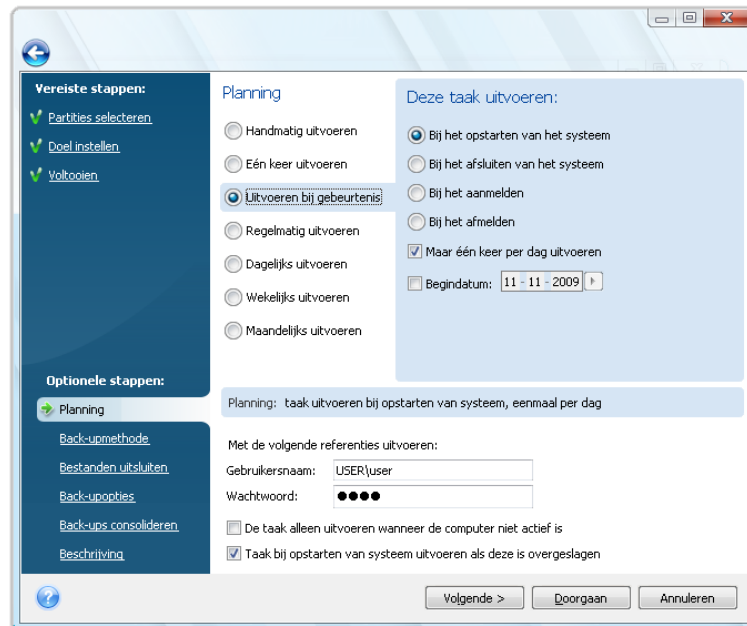 Vereiste stappen:
Partities selecteren
Doel instellen
Voltooien
Optionele stappen:
Planning
Back-upmethode
Bestanden uitsluiten
Back-upopties
Back-ups consolideren
Beschrijving
Planning
Handmatig uitvoeren
Eén keer uitvoeren
Uitvoeren bij gebeurtenis
Regelmatig uitvoeren
Dagelijks uitvoeren
Wekelijks uitvoeren
Maandelijks uitvoeren
Deze taak uitvoeren:
Bij het opstarten van het systeem
Bij het afsluiten van het systeem
Bij het aanmelden
Bij het afmelden
Maar één keer per dag uitvoeren
Begindatum: 11 - 11 - 2009
Planning: taak uitvoeren bij opstarten van systeem, eenmaal per dag
Met de volgende referenties uitvoeren:
Gebruikersnaam: USER\user
Wachtwoord: ●●●●
De taak alleen uitvoeren wanneer de computer niet actief is
Taak bij opstarten van systeem uitvoeren als deze is overgeslagen
Volgende > Doorgaan Annuleren